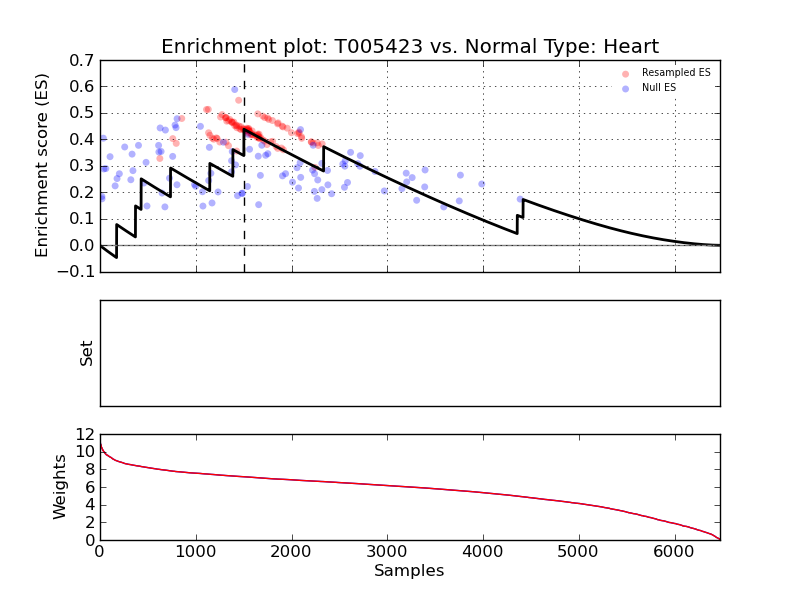 Enrichment plot: T005423 vs. Normal Type: Heart
0.7
0.6
0.5
0.4
0.3
0.2
0.1
0.0
−0.1
Enrichment score (ES)
Resampled ES
Null ES
Set
12
10
8
6
4
2
0
Weights
0 1000 2000 3000 4000 5000 6000
Samples